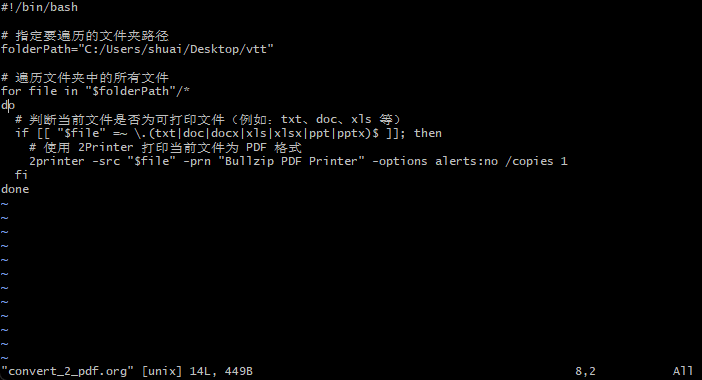 #!/bin/bash

# 指定要遍历的文件夹路径
folderPath="C:/Users/shuai/Desktop/vtt"

# 遍历文件夹中的所有文件
for file in "$folderPath"/*
do
  # 判断当前文件是否为可打印文件（例如：txt、doc、xls 等）
  if [[ "$file" =~ \.(txt|doc|docx|xls|xlsx|ppt|pptx)$ ]]; then
    # 使用 2Printer 打印当前文件为 PDF 格式
    2printer -src "$file" -prn "Bullzip PDF Printer" -options alerts:no /copies 1
  fi
done
~
~
~
~
~
~
~
~
~
~
~
~
"convert_2_pdf.org" [unix] 14L, 449B 8,2 All